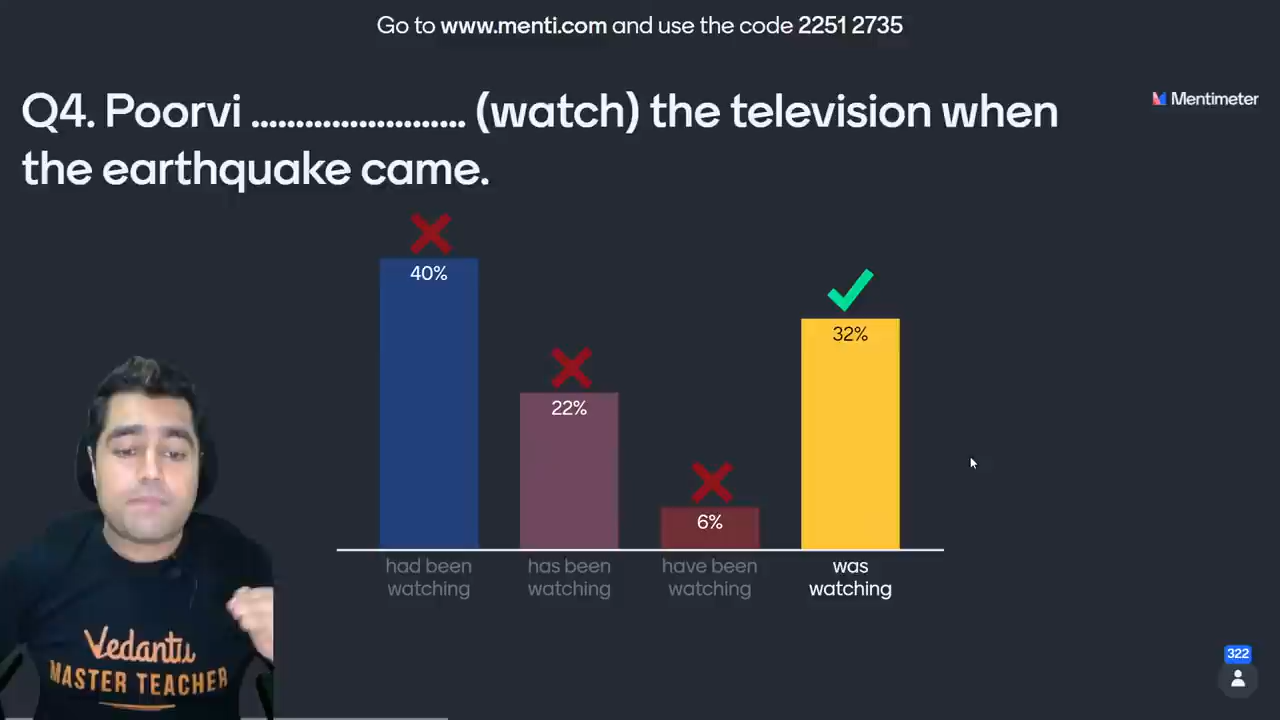 Go to www.menti.com and use the code 2251 2735
Mentimeter
Q4. Poorvi ........................ (watch) the television when
the earthquake came.
40%
22%
6%
32%
had been
watching
has been
watching
have been
watching
was
watching
Vedantu
MASTER TEACHER
322